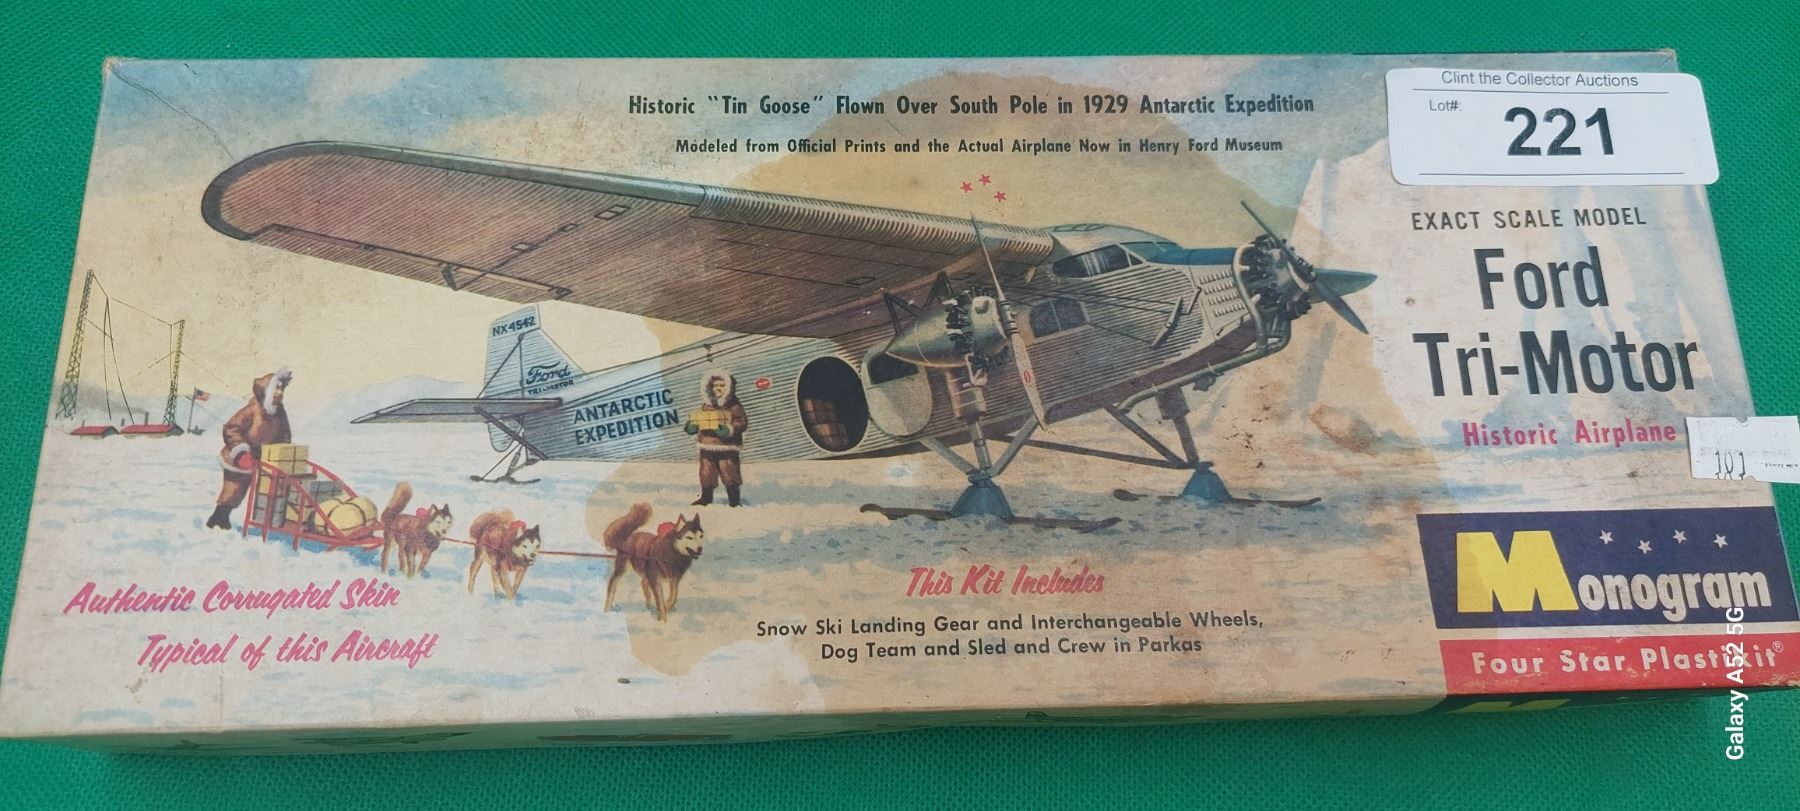 Clint the Collector Auctions
Lot#:
221
Historic "Tin Goose" Flown Over South Pole in 1929 Antarctic Expedition
Modeled from Official Prints and the Actual Airplane Now in Henry Ford Museum
EXACT SCALE MODEL
Ford
Tri-Motor
Historic Airplane
NX4542
Ford
TRI-MOTOR
ANTARCTIC
EXPEDITION
Authentic Corrugated Skin
Typical of this Aircraft
This Kit Includes
Snow Ski Landing Gear and Interchangeable Wheels,
Dog Team and Sled and Crew in Parkas
Monogram
Four Star Plastikit®
Galaxy A52 5G